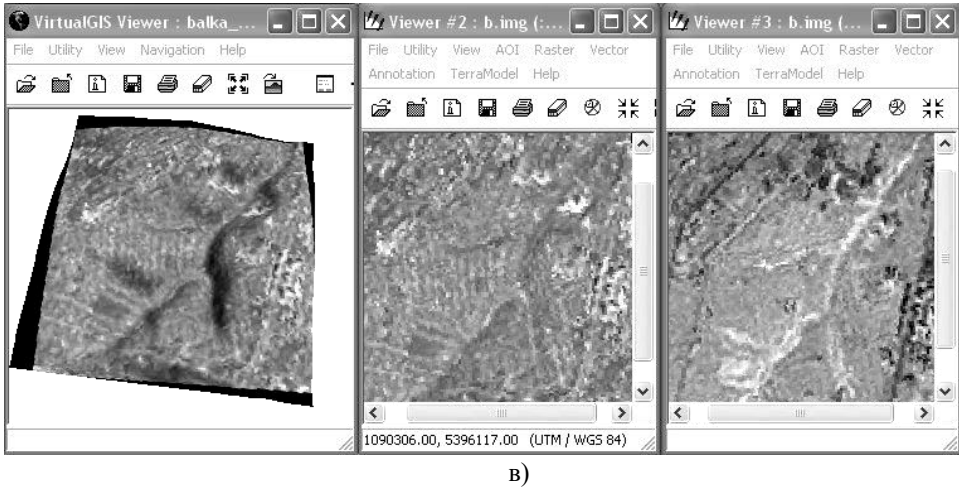 VirtualGIS Viewer : balka_...
File Utility View Navigation Help
Viewer #2 : b.img (:...
File Utility View AOI Raster Vector
Annotation TerraModel Help
1090306.00, 5396117.00 (UTM / WGS 84)
Viewer #3 : b.img (:...
File Utility View AOI Raster Vector
Annotation TerraModel Help
в)